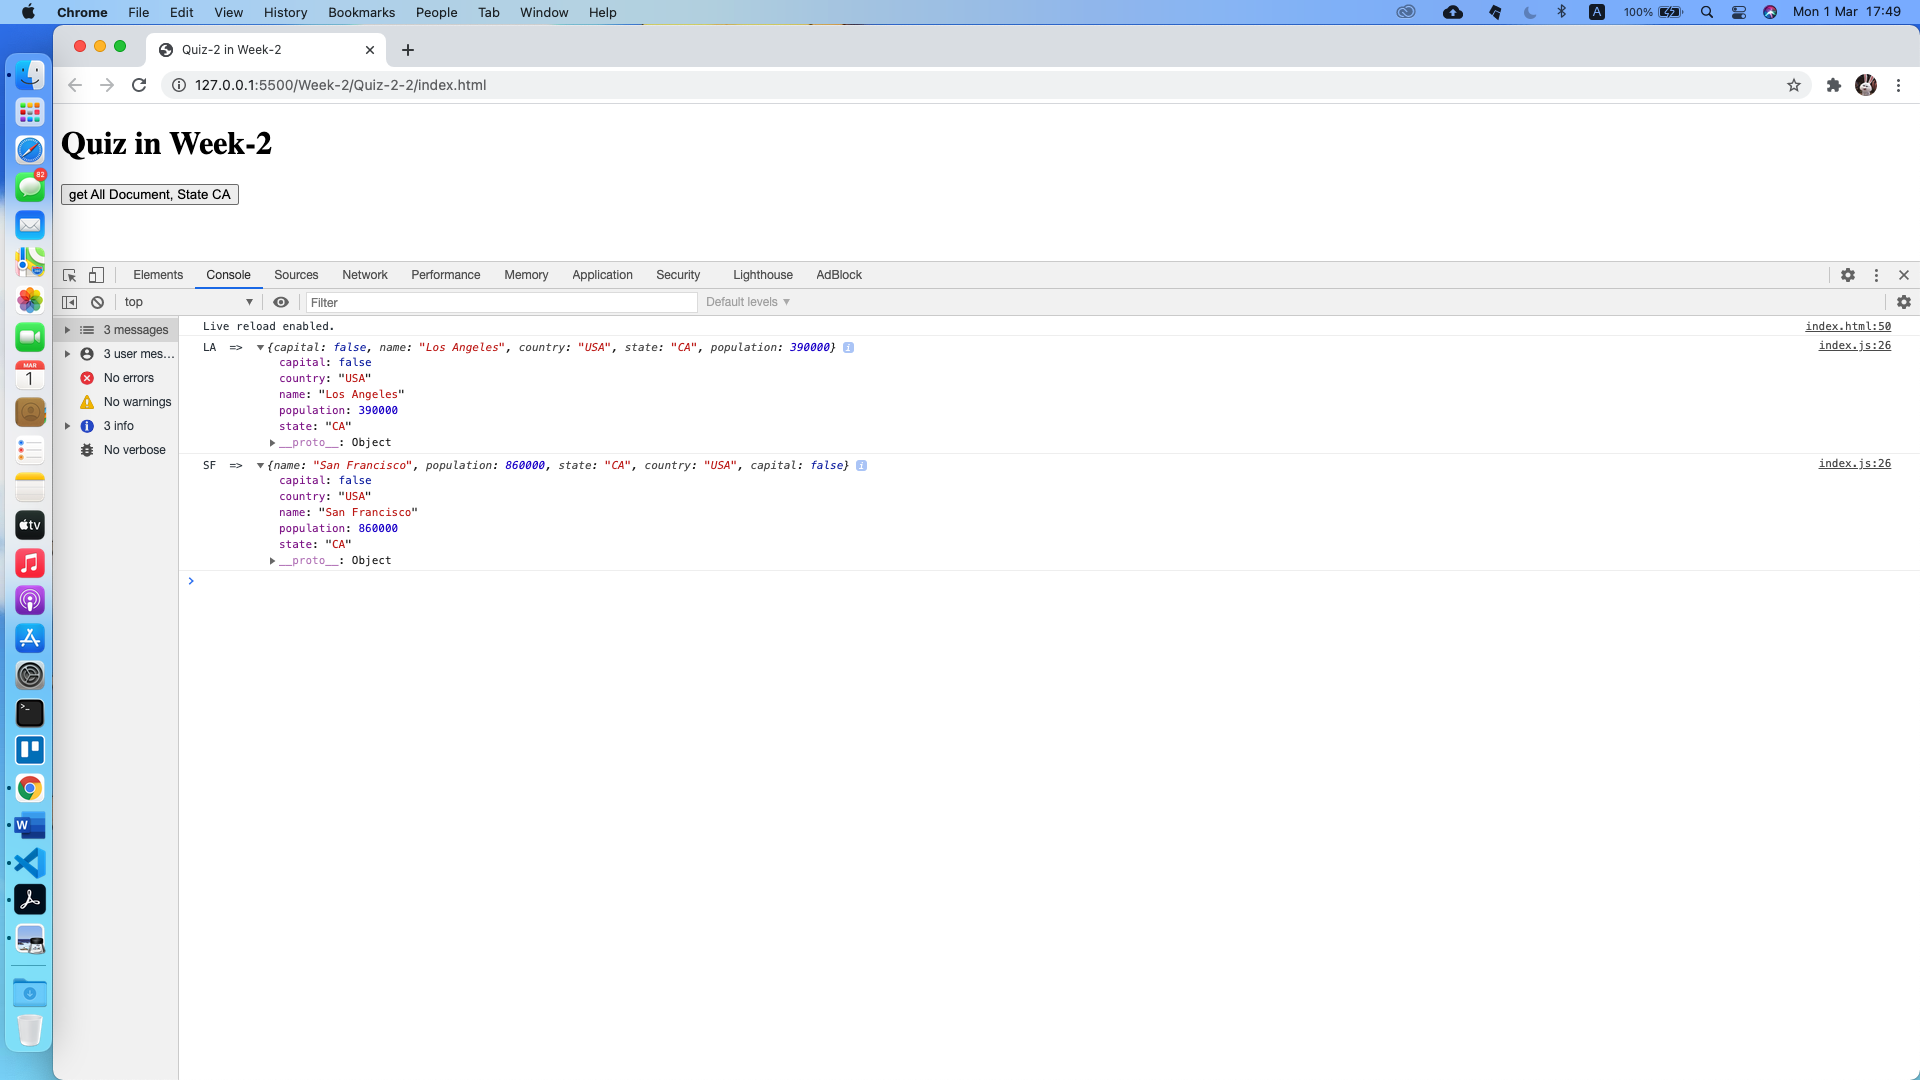 Chrome File Edit View History Bookmarks People Tab Window Help A 100% Mon 1 Mar 17:49
Quiz-2 in Week-2
127.0.0.1:5500/Week-2/Quiz-2-2/index.html
Quiz in Week-2
get All Document, State CA
Elements Console Sources Network Performance Memory Application Security Lighthouse AdBlock
top Filter Default levels
3 messages
3 user mes...
No errors
No warnings
3 info
No verbose
Live reload enabled. index.html:50
LA => {capital: false, name: "Los Angeles", country: "USA", state: "CA", population: 390000} i index.js:26
capital: false
country: "USA"
name: "Los Angeles"
population: 390000
state: "CA"
__proto__: Object
SF => {name: "San Francisco", population: 860000, state: "CA", country: "USA", capital: false} i index.js:26
capital: false
country: "USA"
name: "San Francisco"
population: 860000
state: "CA"
__proto__: Object
>
82
MAR
1
tv
>_
W